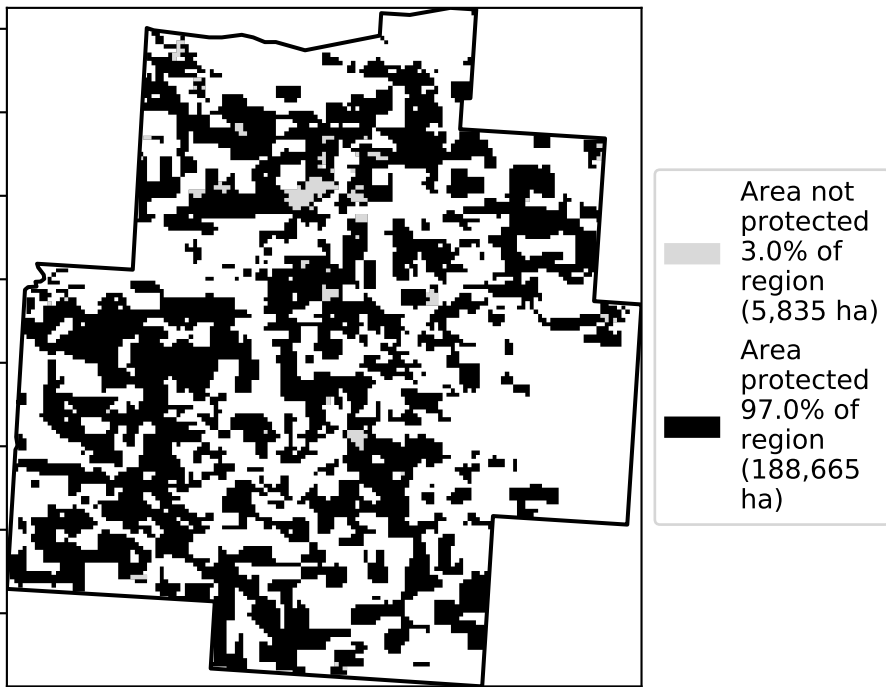 Area not
protected
3.0% of
region
(5,835 ha)
Area
protected
97.0% of
region
(188,665
ha)